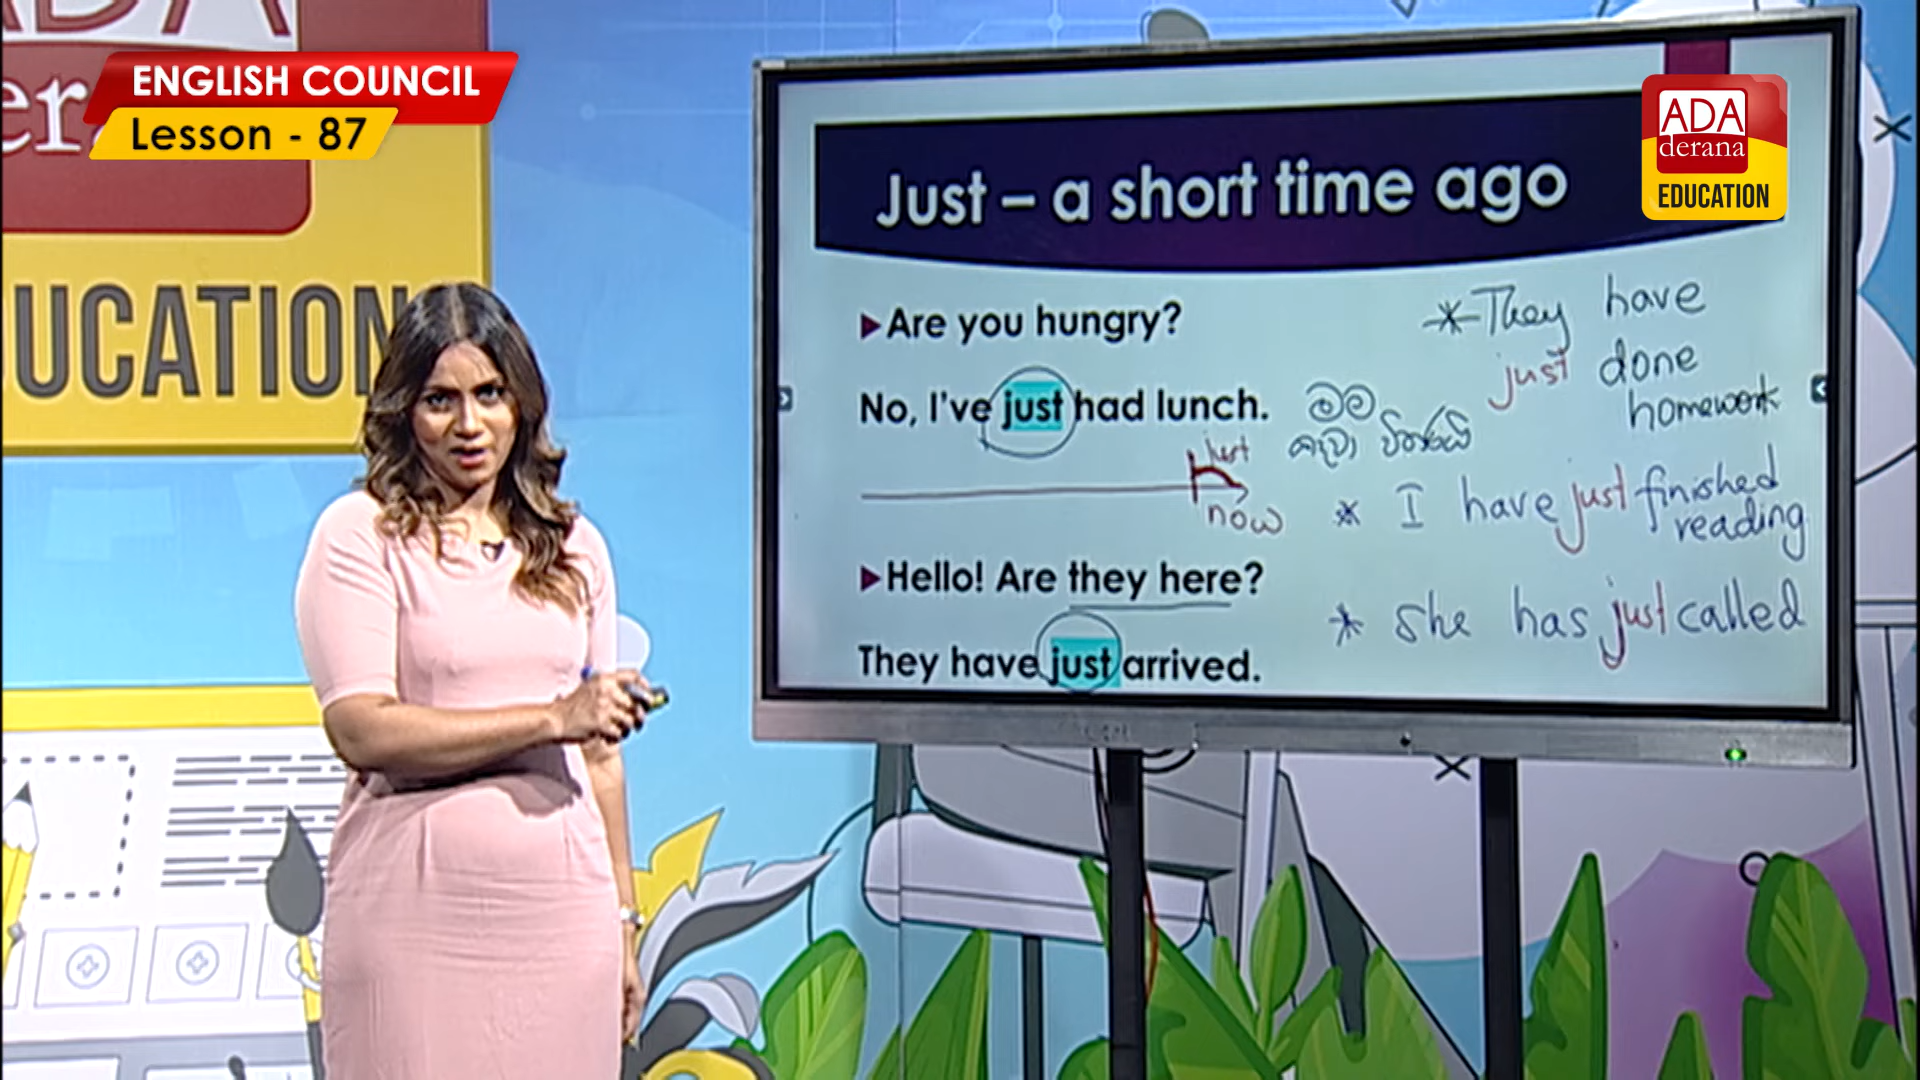 ADA
derana
EDUCATION
ENGLISH COUNCIL
Lesson - 87
UCATION
Just – a short time ago
Are you hungry?
No, I've just had lunch.
මම
කෑවා විතරයි
just
now
Hello! Are they here?
They have just arrived.
* They have
just done
homework
* I have just finished
reading
* She has just called